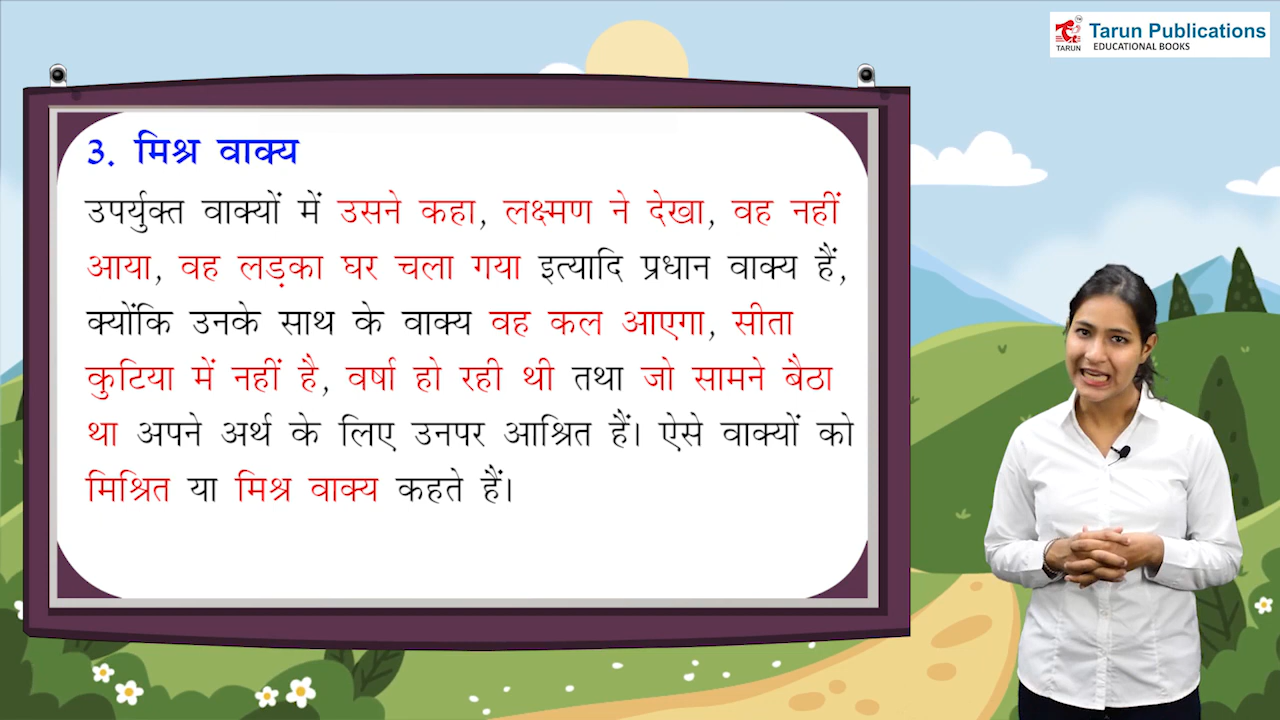 Tarun Publications
TARUN EDUCATIONAL BOOKS
3. मिश्र वाक्य
उपर्युक्त वाक्यों में उसने कहा, लक्ष्मण ने देखा, वह नहीं
आया, वह लड़का घर चला गया इत्यादि प्रधान वाक्य हैं,
क्योंकि उनके साथ के वाक्य वह कल आएगा, सीता
कुटिया में नहीं है, वर्षा हो रही थी तथा जो सामने बैठा
था अपने अर्थ के लिए उनपर आश्रित हैं। ऐसे वाक्यों को
मिश्रित या मिश्र वाक्य कहते हैं।